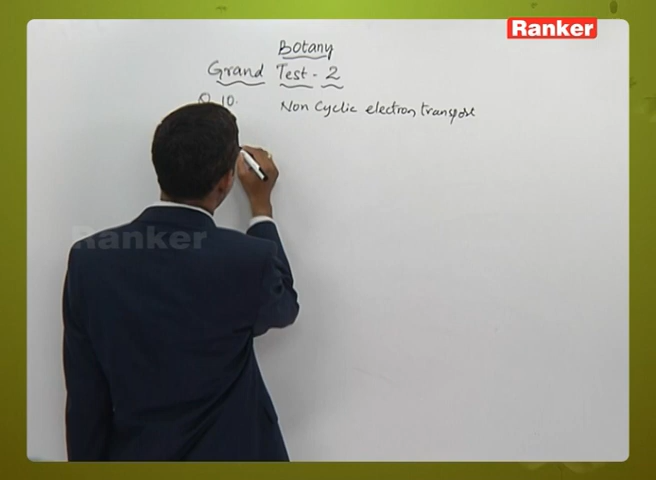 Ranker
Botany
Grand Test - 2
Q. 10. Non Cyclic electron transport
Ranker